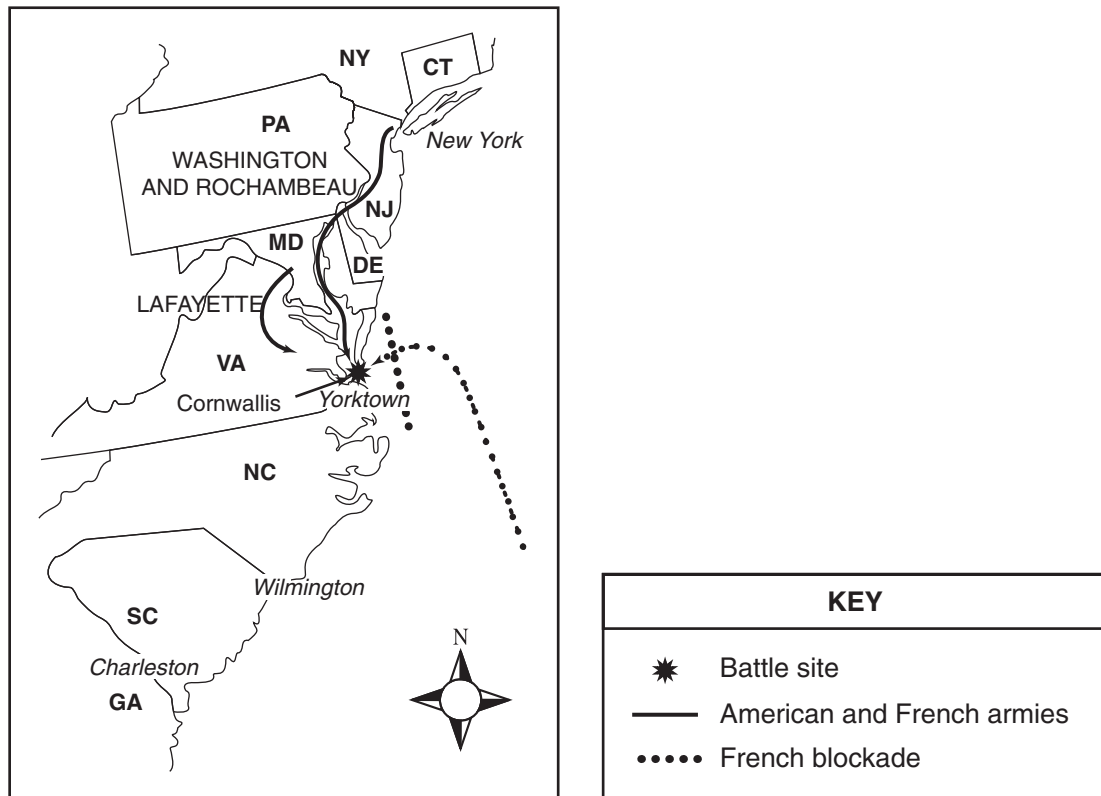 NY
CT
PA
New York
WASHINGTON
AND ROCHAMBEAU
NJ
MD
DE
LAFAYETTE
VA
Cornwallis
Yorktown
NC
Wilmington
SC
Charleston
GA
N
KEY
Battle site
American and French armies
French blockade